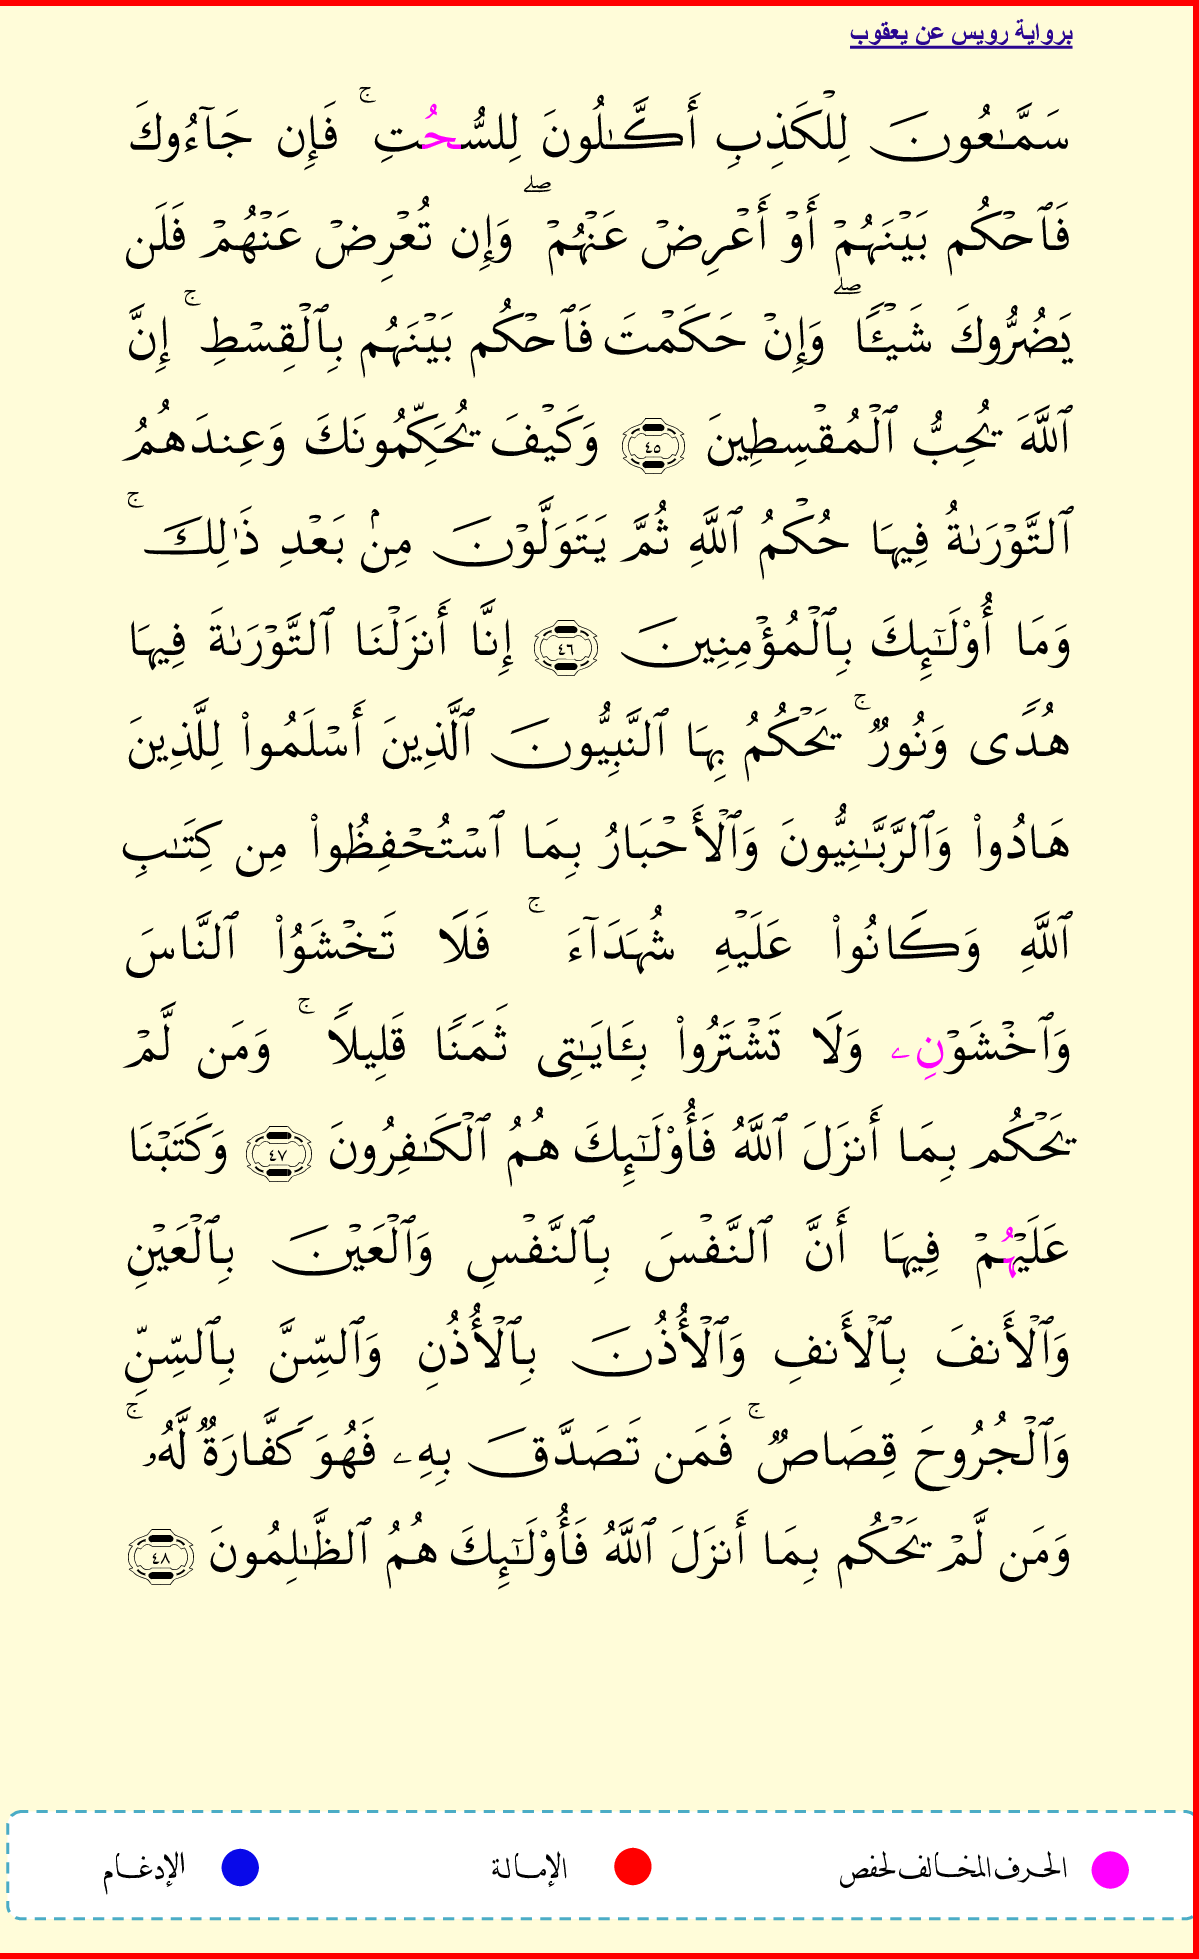 برواية رويس عن يعقوب
سَمَّـٰعُونَ لِلْكَذِبِ أَكَّـٰلُونَ لِلسُّحُتِ ۚ فَإِن جَآءُوكَ
فَٱحْكُم بَيْنَهُمْ أَوْ أَعْرِضْ عَنْهُمْ ۖ وَإِن تُعْرِضْ عَنْهُمْ فَلَن
يَضُرُّوكَ شَيْـًٔا ۖ وَإِنْ حَكَمْتَ فَٱحْكُم بَيْنَهُم بِٱلْقِسْطِ ۚ إِنَّ
ٱللَّهَ يُحِبُّ ٱلْمُقْسِطِينَ ٤٥ وَكَيْفَ يُحَكِّمُونَكَ وَعِندَهُمُ
ٱلتَّوْرَىٰةُ فِيهَا حُكْمُ ٱللَّهِ ثُمَّ يَتَوَلَّوْنَ مِنۢ بَعْدِ ذَٰلِكَ ۚ
وَمَا أُو۟لَـٰٓئِكَ بِٱلْمُؤْمِنِينَ ٤٦ إِنَّا أَنزَلْنَا ٱلتَّوْرَىٰةَ فِيهَا
هُدًى وَنُورٌ ۚ يَحْكُمُ بِهَا ٱلنَّبِيُّونَ ٱلَّذِينَ أَسْلَمُوا۟ لِلَّذِينَ
هَادُوا۟ وَٱلرَّبَّـٰنِيُّونَ وَٱلْأَحْبَارُ بِمَا ٱسْتُحْفِظُوا۟ مِن كِتَـٰبِ
ٱللَّهِ وَكَانُوا۟ عَلَيْهِ شُهَدَآءَ ۚ فَلَا تَخْشَوُا۟ ٱلنَّاسَ
وَٱخْشَوْنِۦ وَلَا تَشْتَرُوا۟ بِـَٔايَـٰتِى ثَمَنًا قَلِيلًا ۚ وَمَن لَّمْ
يَحْكُم بِمَا أَنزَلَ ٱللَّهُ فَأُو۟لَـٰٓئِكَ هُمُ ٱلْكَـٰفِرُونَ ٤٧ وَكَتَبْنَا
عَلَيْهُمْ فِيهَا أَنَّ ٱلنَّفْسَ بِٱلنَّفْسِ وَٱلْعَيْنَ بِٱلْعَيْنِ
وَٱلْأَنفَ بِٱلْأَنفِ وَٱلْأُذُنَ بِٱلْأُذُنِ وَٱلسِّنَّ بِٱلسِّنِّ
وَٱلْجُرُوحَ قِصَاصٌ ۚ فَمَن تَصَدَّقَ بِهِۦ فَهُوَ كَفَّارَةٌ لَّهُۥ ۚ
وَمَن لَّمْ يَحْكُم بِمَا أَنزَلَ ٱللَّهُ فَأُو۟لَـٰٓئِكَ هُمُ ٱلظَّـٰلِمُونَ ٤٨
الحرف المخالف لحفص الإمالة الإدغام